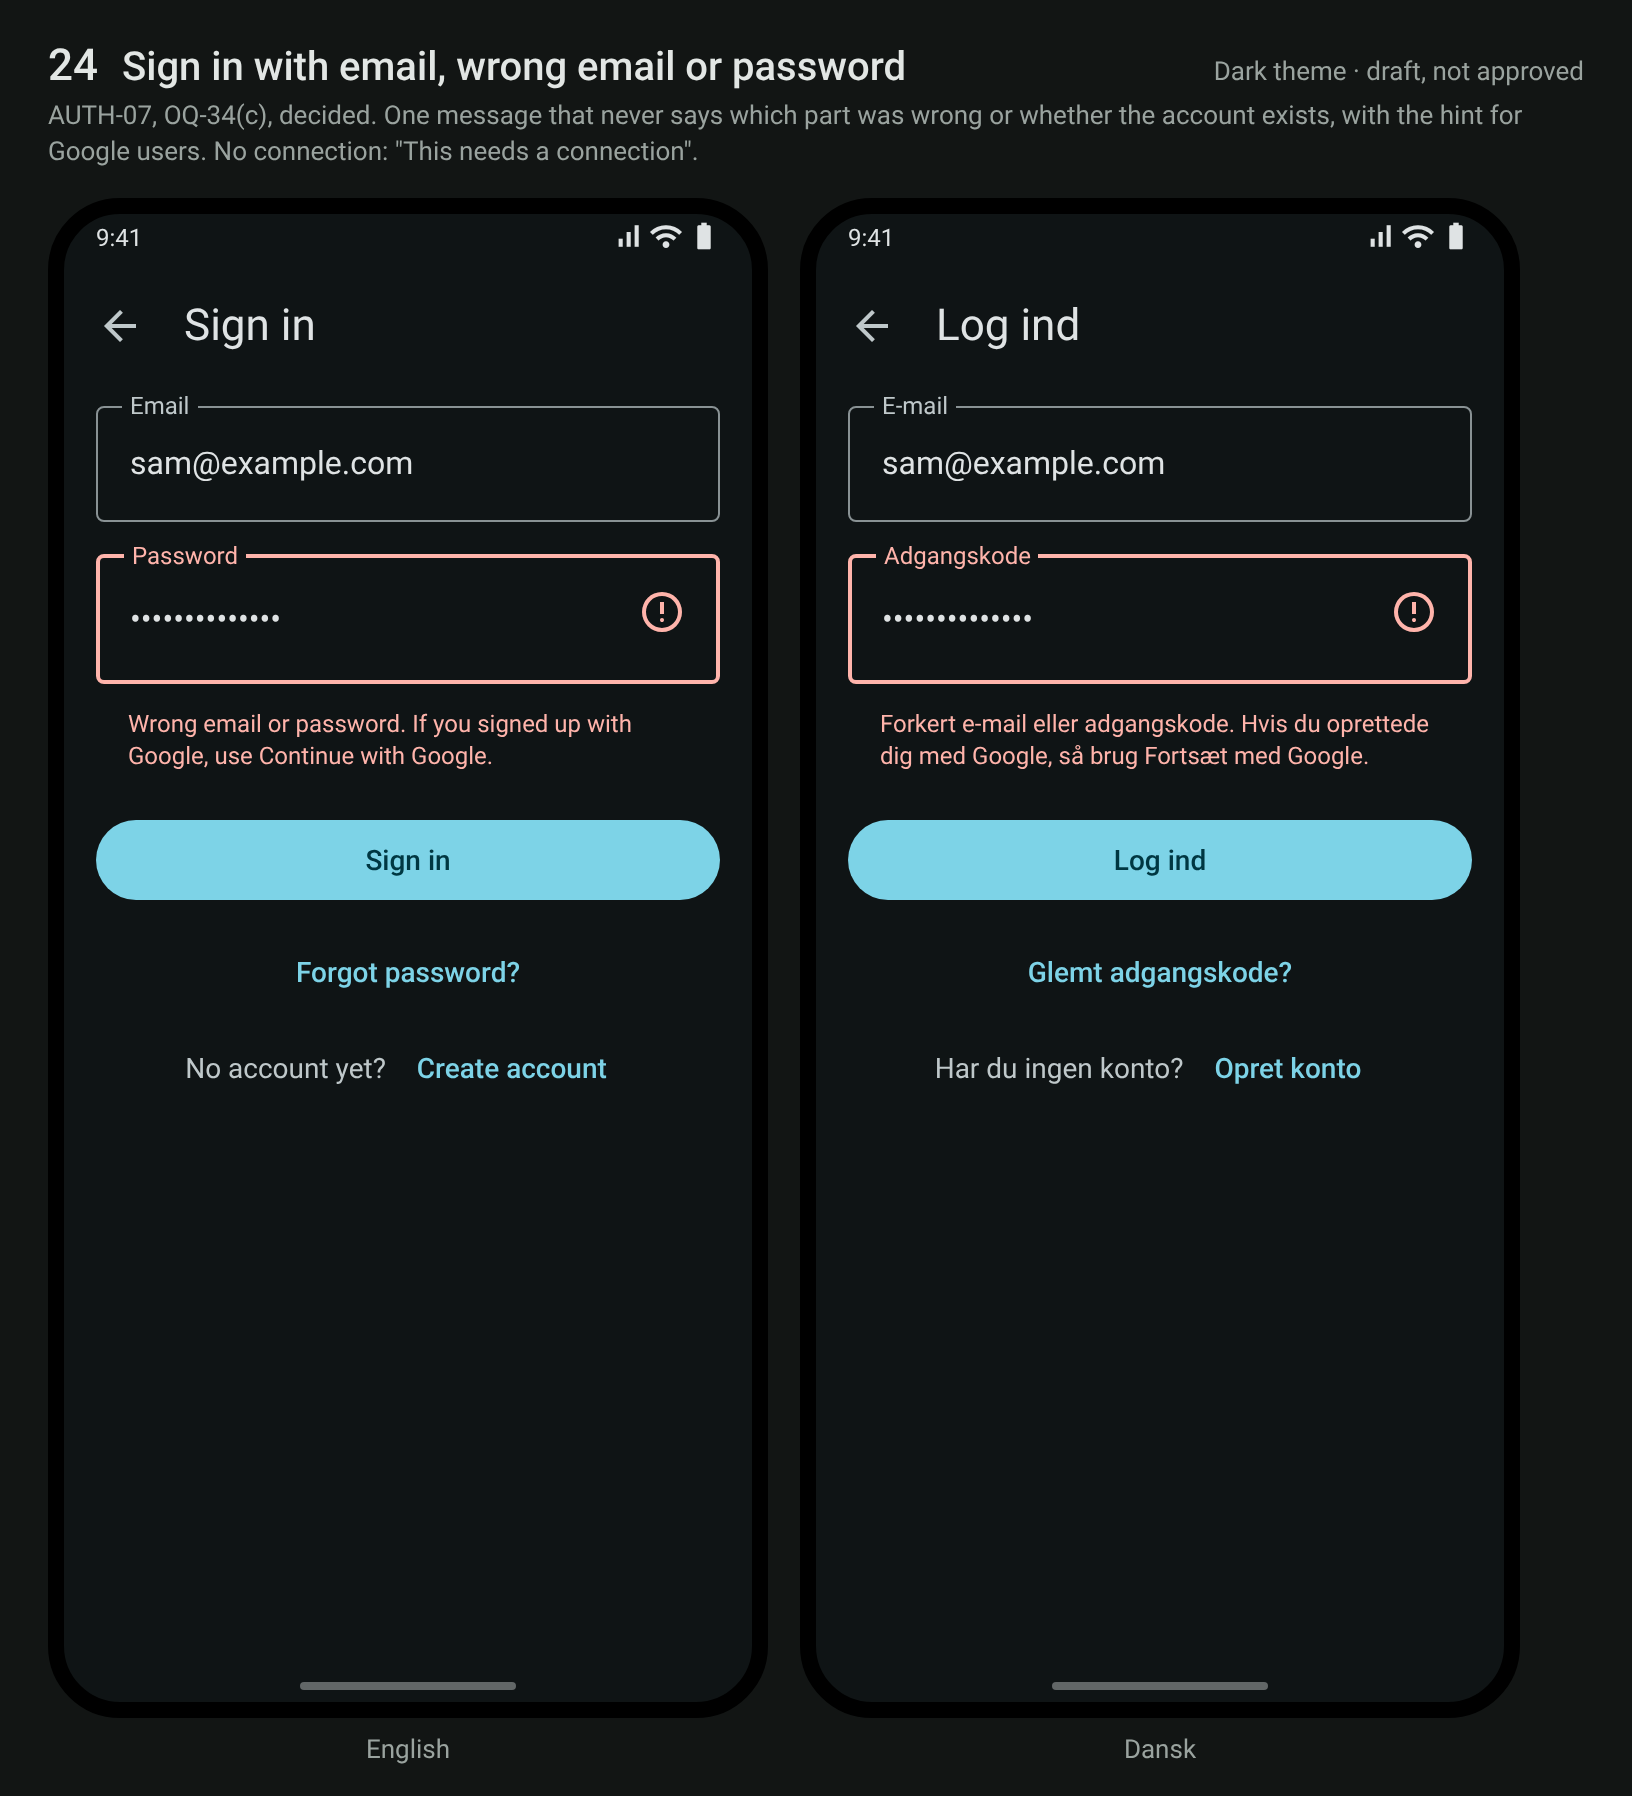 24 Sign in with email, wrong email or password
Dark theme · draft, not approved
AUTH-07, OQ-34(c), decided. One message that never says which part was wrong or whether the account exists, with the hint for
Google users. No connection: "This needs a connection".
9:41
Sign in
Email
sam@example.com
Password
••••••••••••••
Wrong email or password. If you signed up with
Google, use Continue with Google.
Sign in
Forgot password?
No account yet? Create account
English
9:41
Log ind
E-mail
sam@example.com
Adgangskode
••••••••••••••
Forkert e-mail eller adgangskode. Hvis du oprettede
dig med Google, så brug Fortsæt med Google.
Log ind
Glemt adgangskode?
Har du ingen konto? Opret konto
Dansk